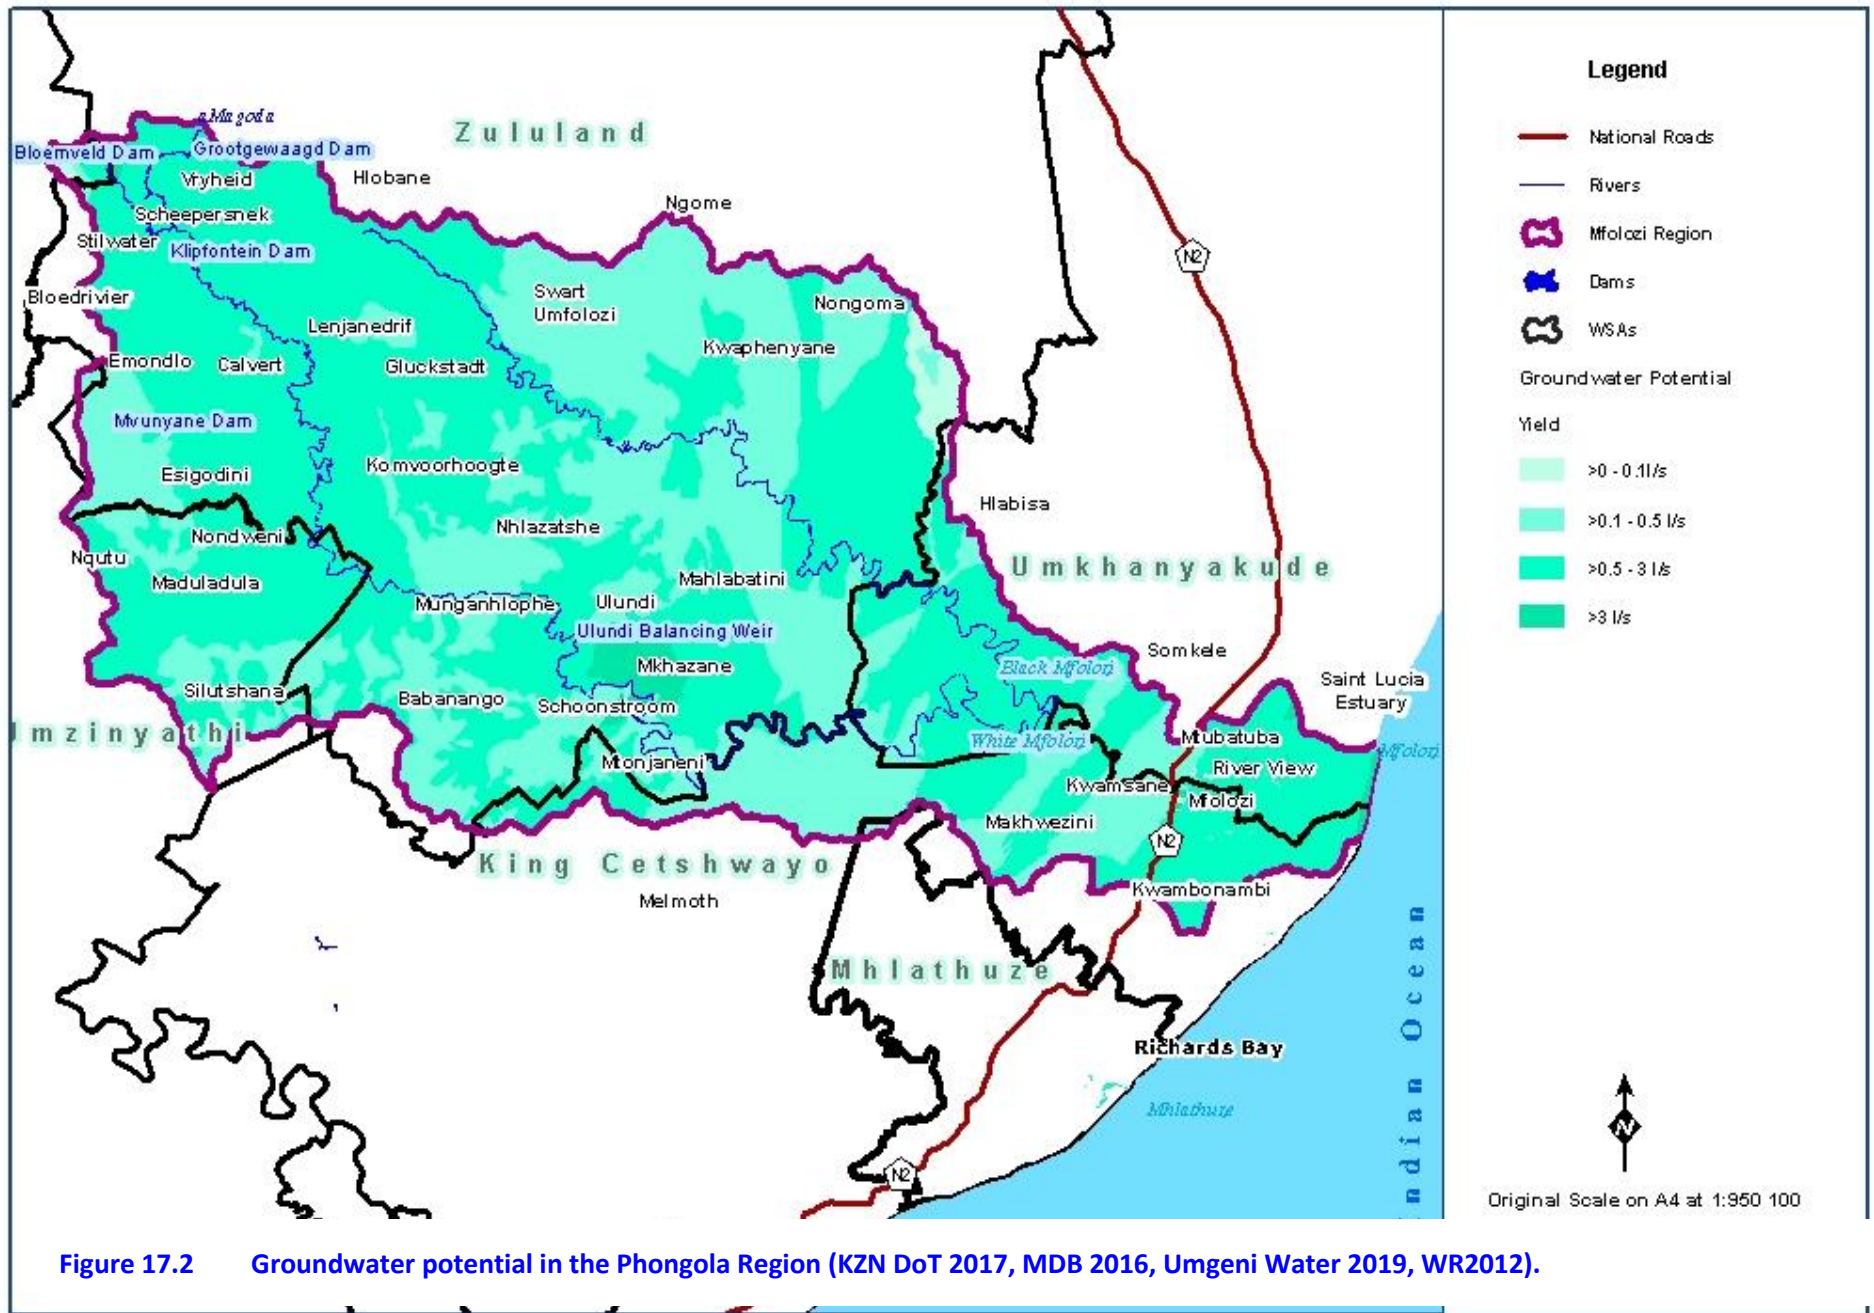 aMagoda
Zululand
Bloemveld Dam
Grootgewaagd Dam
Vryheid
Hlobane
Ngome
Scheepersnek
Stilwater
Klipfontein Dam
N2
Bloedrivier
Swart
Umfolozi
Nongoma
Lenjanedrif
Kwaphenyane
Emondlo
Calvert
Gluckstadt
Mvunyane Dam
Esigodini
Komvoorhoogte
Hlabisa
Nondweni
Nhlazatshe
Nqutu
Maduladula
Mahlabatini
Umkhanyakude
Munganhlophe
Ulundi
Ulundi Balancing Weir
Mkhazane
Black Mfolozi
Somkele
Saint Lucia
Estuary
Silutshana
Babanango
Schoonstroom
mzinyathi
White Mfolozi
Mtubatuba
Mfolozi
Mtonjaneni
River View
Kwamsane
Mfolozi
Makhwezini
N2
King Cetshwayo
Kwambonambi
Melmoth
Mhlathuze
Richards Bay
Mhlathuze
N2
Indian Ocean
Legend
National Roads
Rivers
Mfolozi Region
Dams
WSAs
Groundwater Potential
Yield
>0 - 0.1l/s
>0.1 - 0.5 l/s
>0.5 - 3 l/s
>3 l/s
N
Original Scale on A4 at 1:950 100
Figure 17.2 Groundwater potential in the Phongola Region (KZN DoT 2017, MDB 2016, Umgeni Water 2019, WR2012).